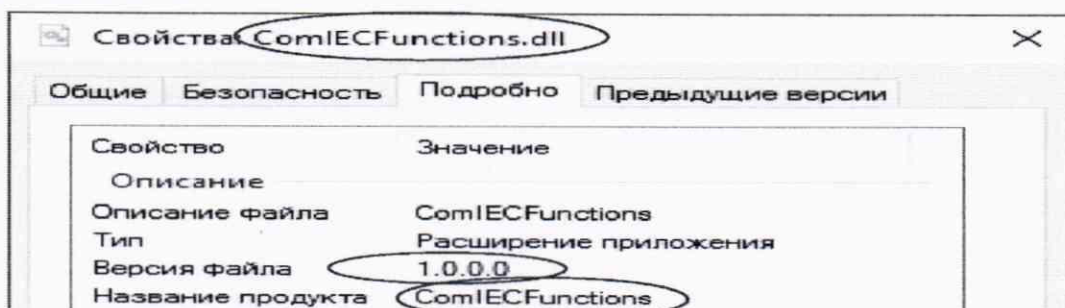 Свойства: ComIECFunctions.dll
Общие Безопасность Подробно Предыдущие версии
Свойство Значение
Описание
Описание файла ComIECFunctions
Тип Расширение приложения
Версия файла 1.0.0.0
Название продукта ComIECFunctions